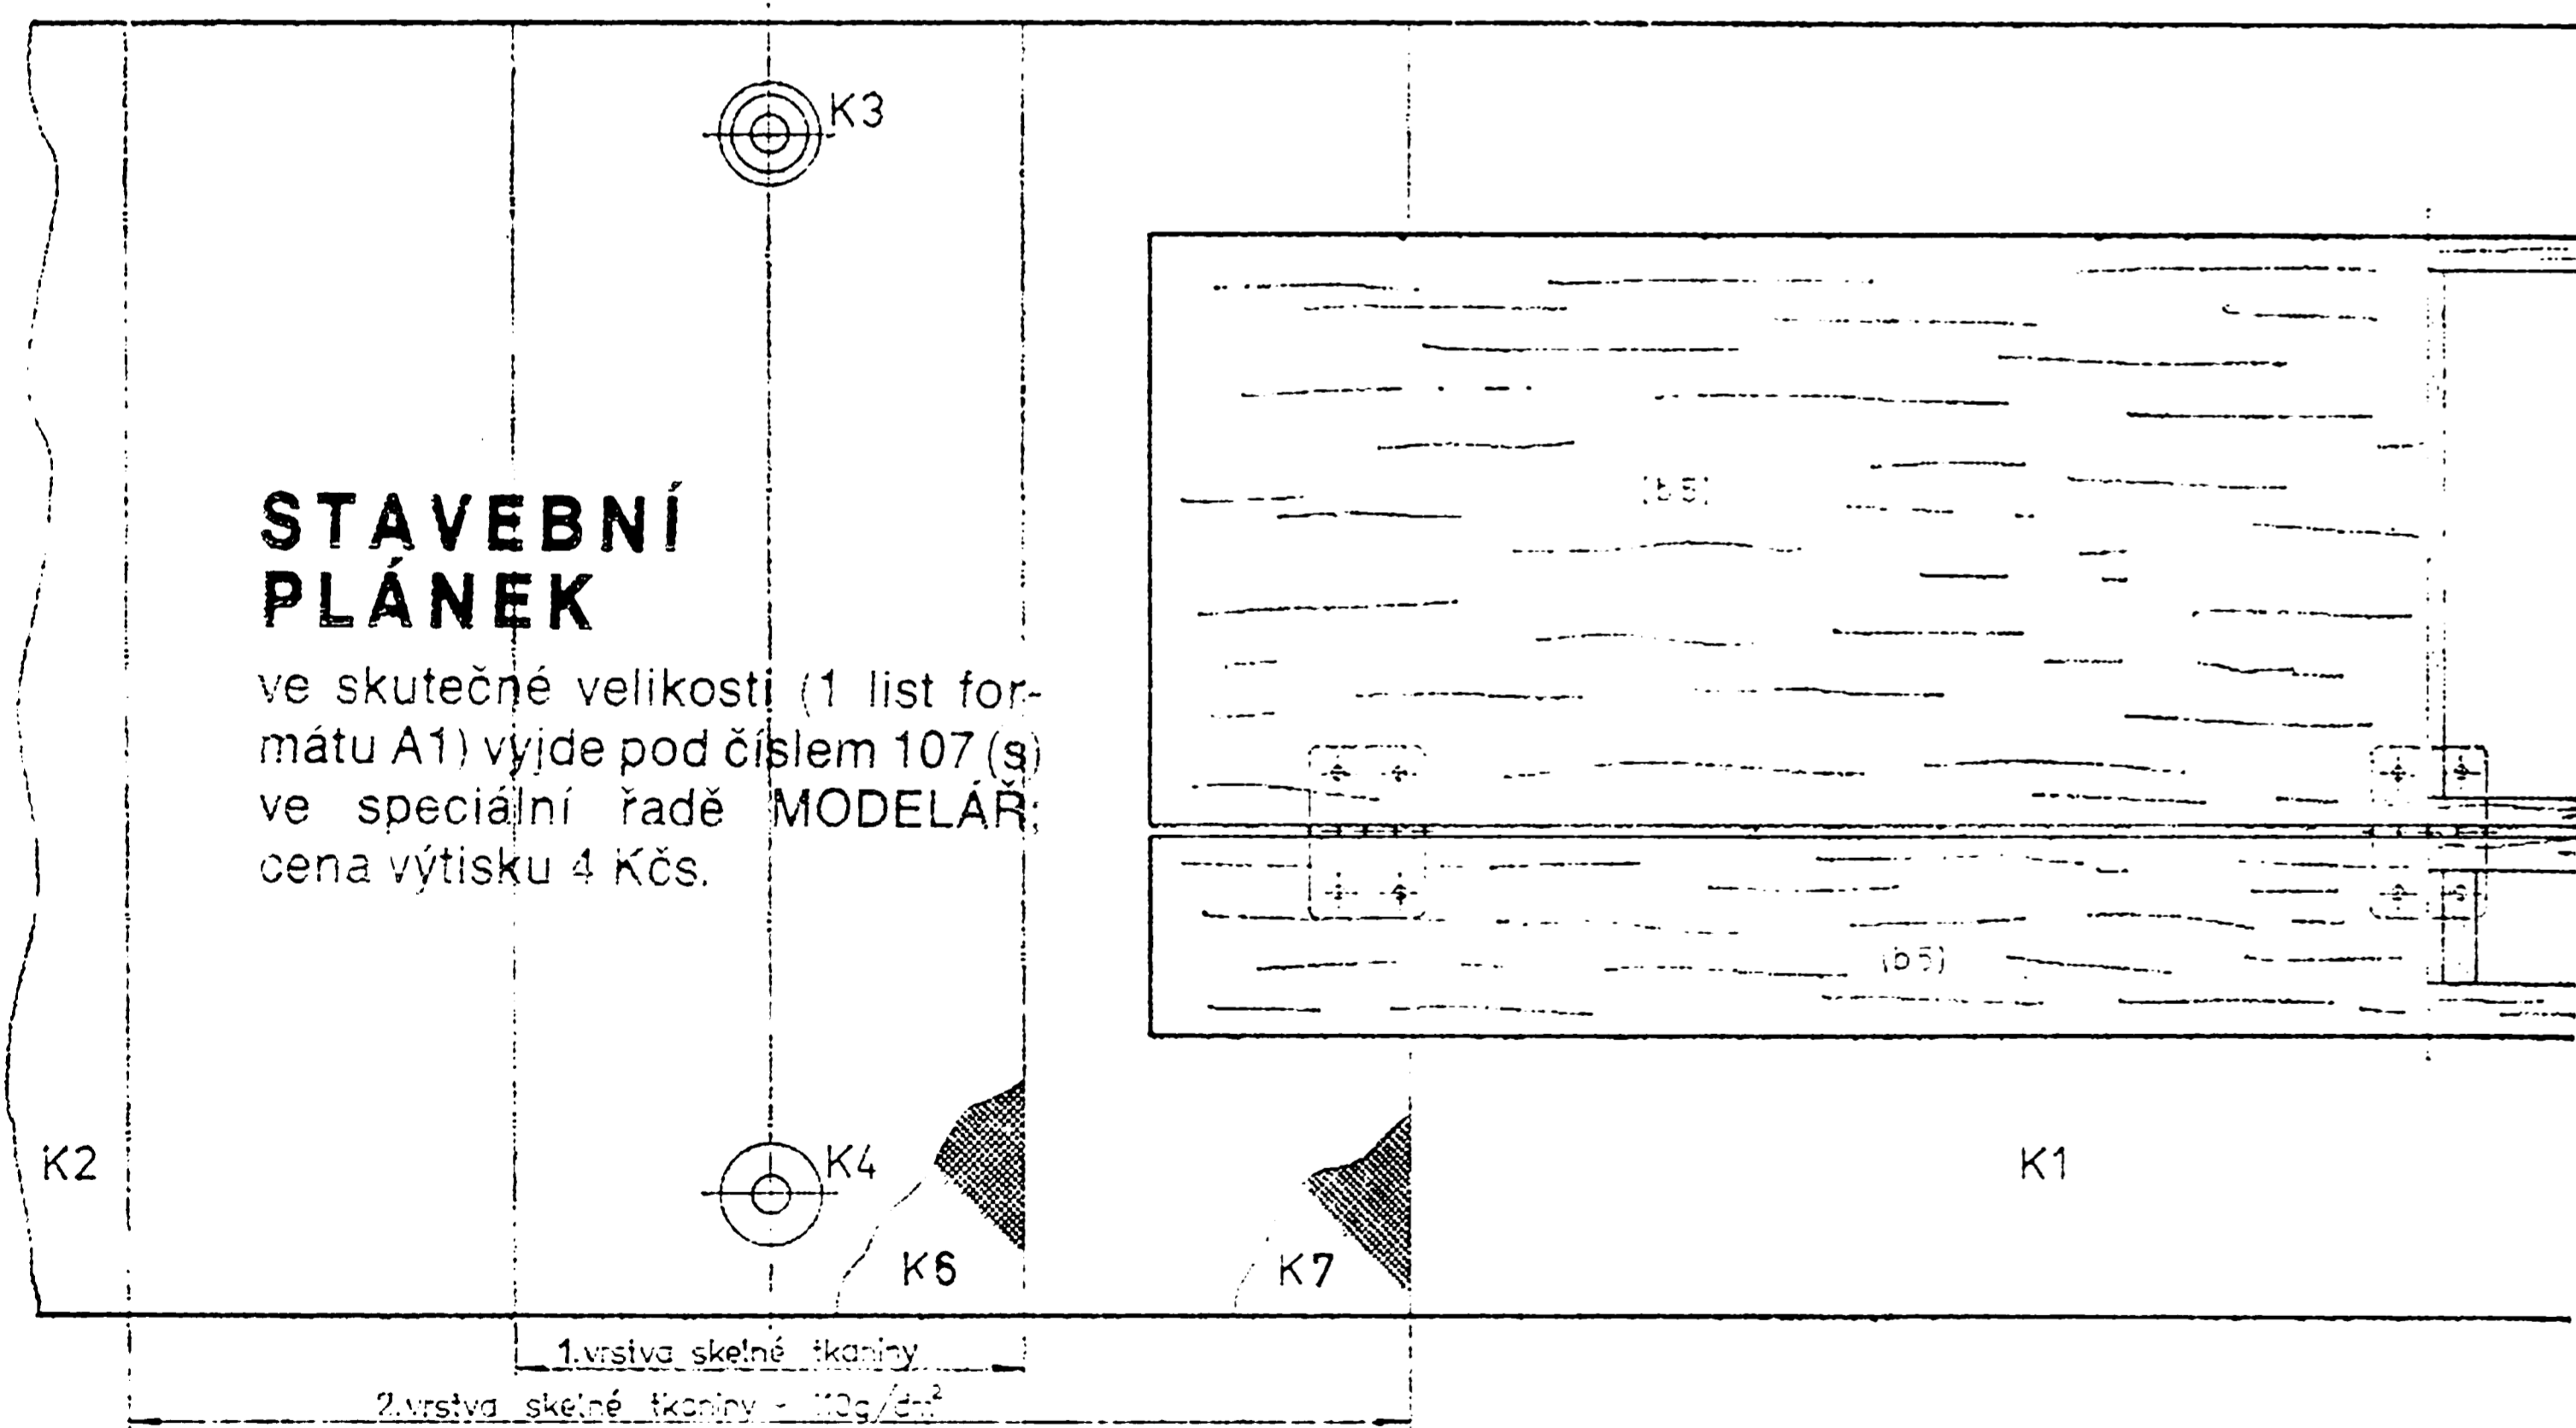 K3
STAVEBNÍ
PLÁNEK
ve skutečné velikosti (1 list for-
mátu A1) vyjde pod číslem 107 (s)
ve speciální řadě MODELÁŘ;
cena výtisku 4 Kčs.
(b5)
(b5)
K2
K4
K1
K6
K7
1.vrstva skelné tkaniny
2.vrstva skelné tkaniny -